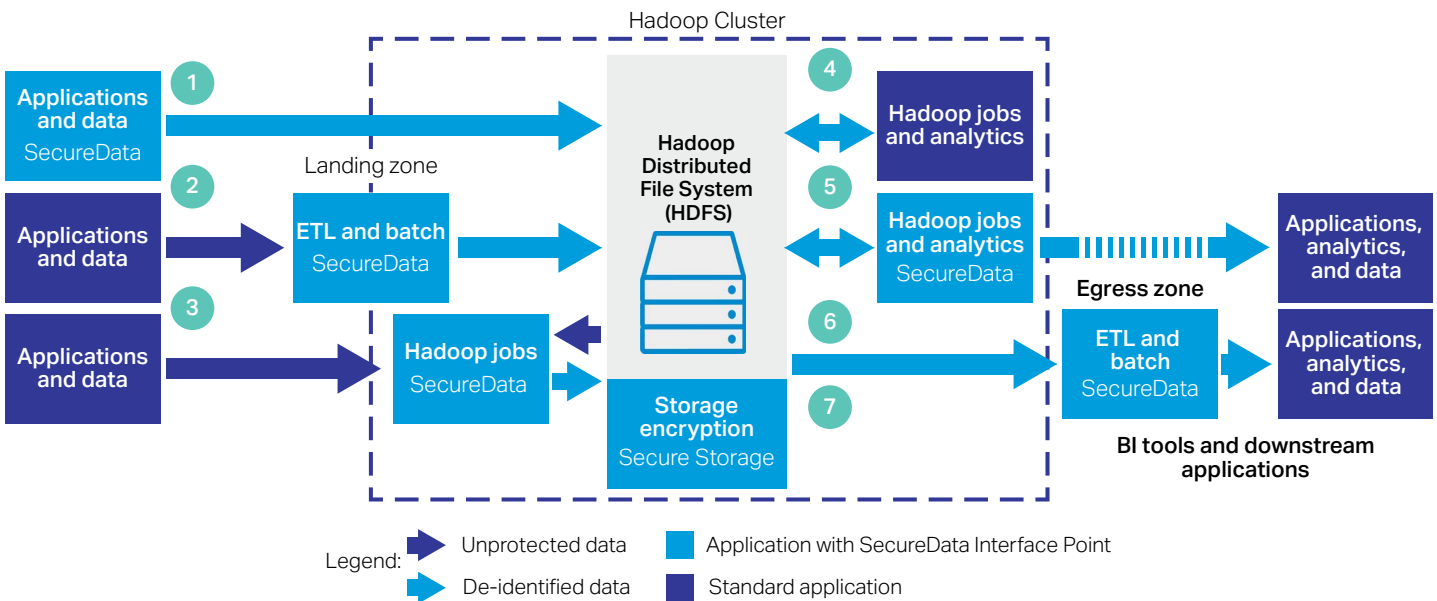 Hadoop Cluster
1
Applications
and data
SecureData
2
Landing zone
Applications
and data
ETL and batch
SecureData
3
Applications
and data
Hadoop jobs
SecureData
Hadoop
Distributed
File System
(HDFS)
Storage
encryption
Secure Storage
4
Hadoop jobs
and analytics
5
Hadoop jobs
and analytics
SecureData
6
7
Egress zone
ETL and
batch
SecureData
Applications,
analytics,
and data
Applications,
analytics,
and data
BI tools and downstream
applications
Legend:
Unprotected data
Application with SecureData Interface Point
De-identified data
Standard application